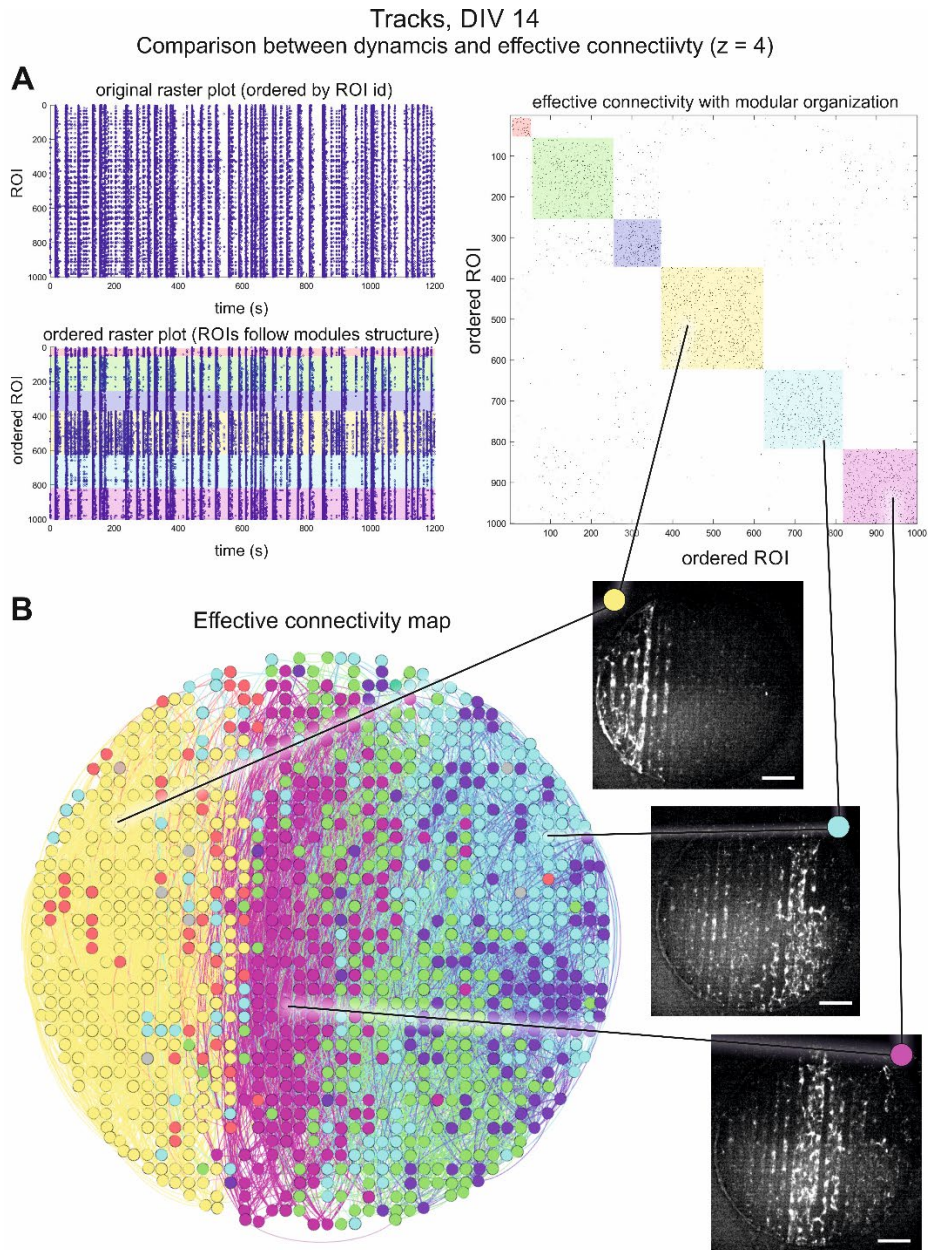 Tracks, DIV 14
Comparison between dynamcis and effective connectiivty (z = 4)
A
original raster plot (ordered by ROI id)
0
200
400
600
800
1000
ROI
0 200 400 600 800 1000 1200
time (s)
ordered raster plot (ROIs follow modules structure)
0
200
400
600
800
1000
ordered ROI
0 200 400 600 800 1000 1200
time (s)
effective connectivity with modular organization
100
200
300
400
500
600
700
800
900
1000
ordered ROI
100 200 300 400 500 600 700 800 900 1000
ordered ROI
B
Effective connectivity map